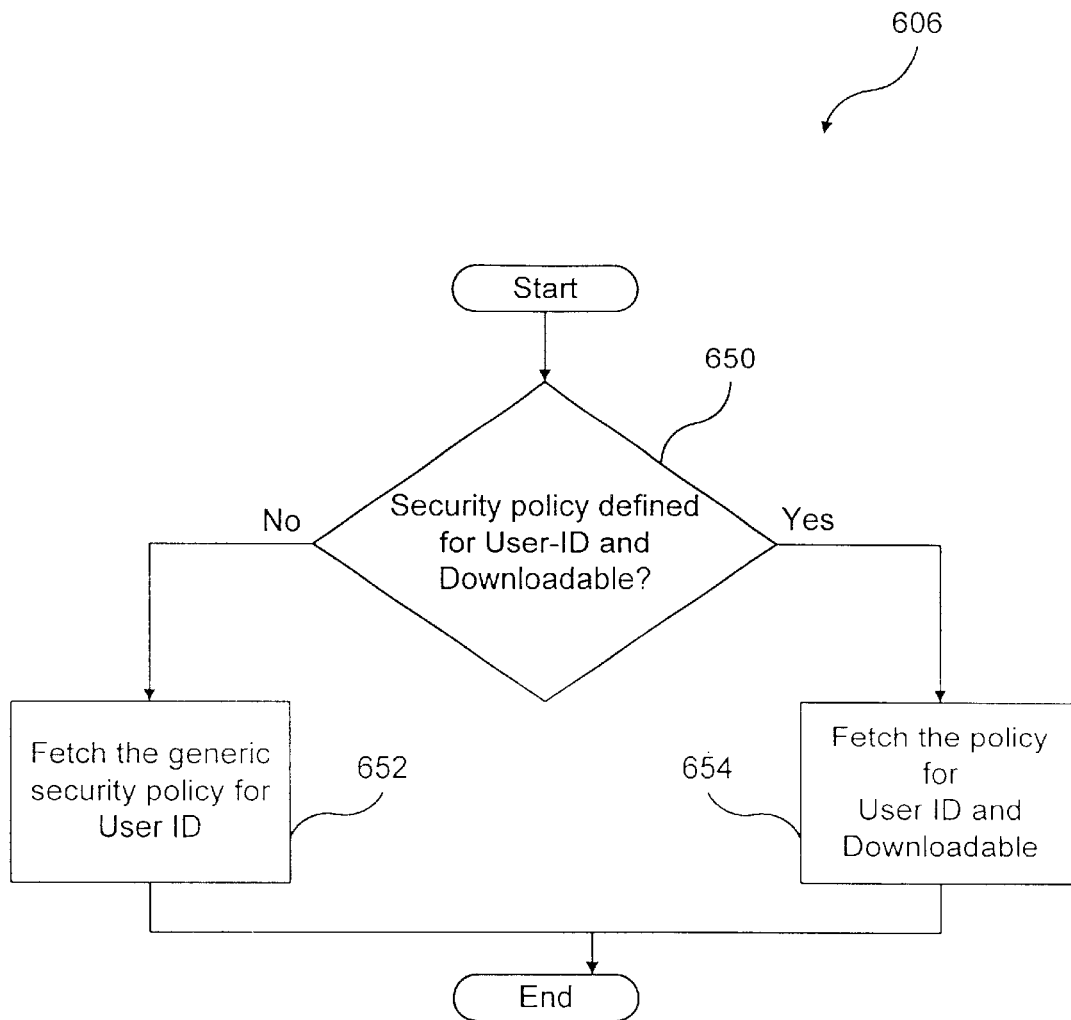 606
Start
650
No
Security policy defined
for User-ID and
Downloadable?
Yes
Fetch the generic
security policy for
User ID
652
654
Fetch the policy
for
User ID and
Downloadable
End